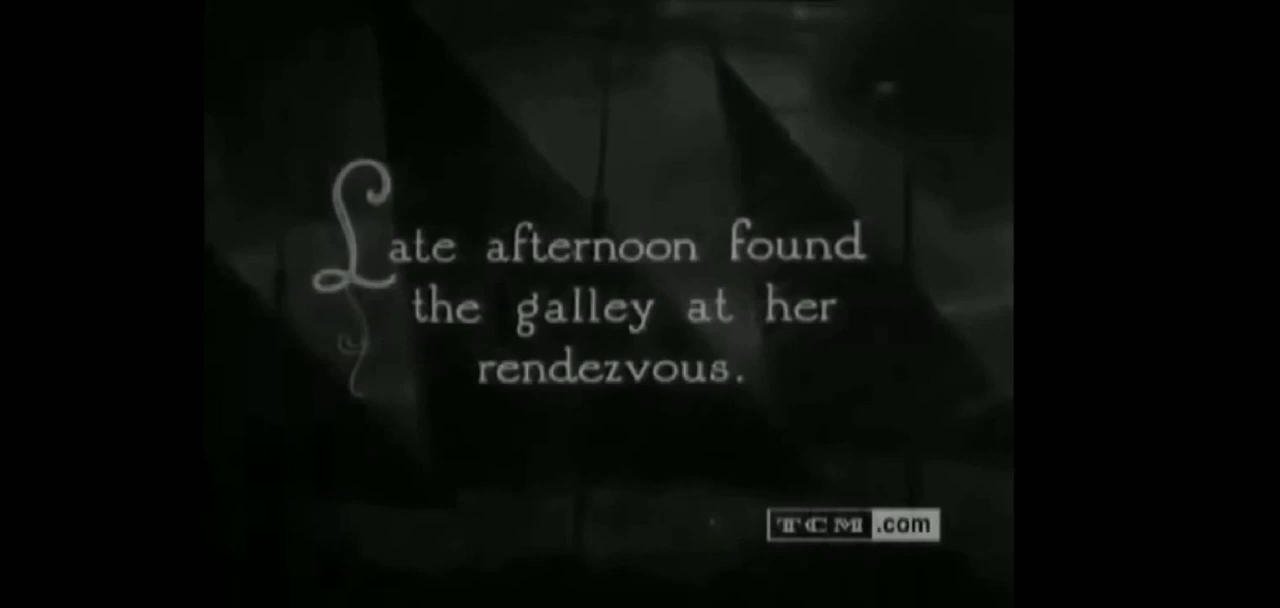 Late afternoon found
the galley at her
rendezvous.
TCM.com